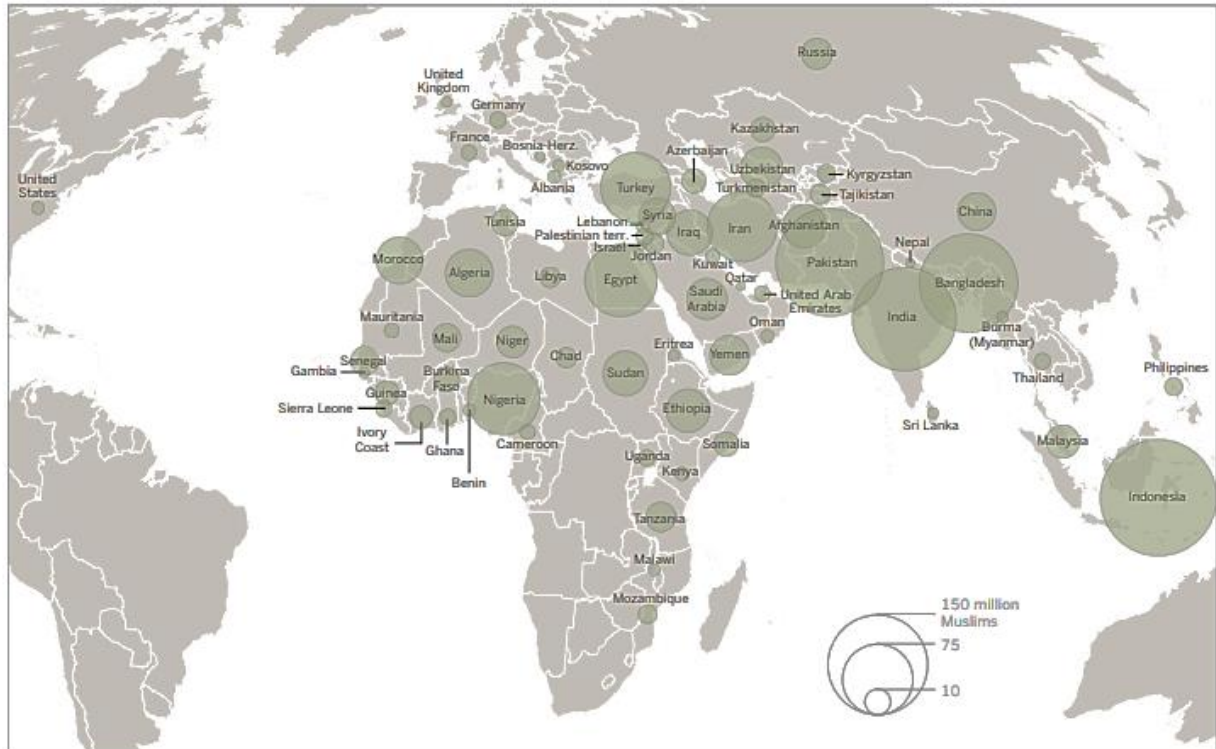 Russia
United
Kingdom
Germany
Kazakhstan
France
Bosnia-Herz.
Azerbaijan
Kosovo
Uzbekistan
Kyrgyzstan
United
States
Albania
Turkey
Turkmenistan
Tajikistan
Tunisia
Lebanon
Syria
China
Palestinian terr.
Iraq
Iran
Afghanistan
Israel
Jordan
Nepal
Morocco
Algeria
Libya
Egypt
Kuwait
Pakistan
Qatar
Bangladesh
Saudi
Arabia
United Arab
Emirates
Mauritania
India
Oman
Burma
(Myanmar)
Mali
Niger
Chad
Eritrea
Yemen
Senegal
Gambia
Burkina
Faso
Sudan
Thailand
Philippines
Guinea
Nigeria
Ethiopia
Sierra Leone
Sri Lanka
Ivory
Coast
Ghana
Cameroon
Somalia
Malaysia
Uganda
Kenya
Benin
Indonesia
Tanzania
Malawi
Mozambique
150 million
Muslims
75
10